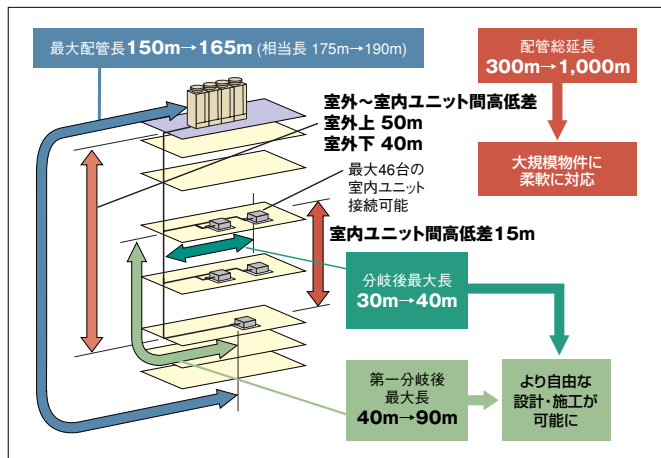 最大配管長150m→165m (相当長 175m→190m)
配管総延長
300m→1,000m
室外〜室内ユニット間高低差
室外上 50m
室外下 40m
大規模物件に
柔軟に対応
最大46台の
室内ユニット
接続可能
室内ユニット間高低差15m
分岐後最大長
30m→40m
第一分岐後
最大長
40m→90m
より自由な
設計・施工が
可能に